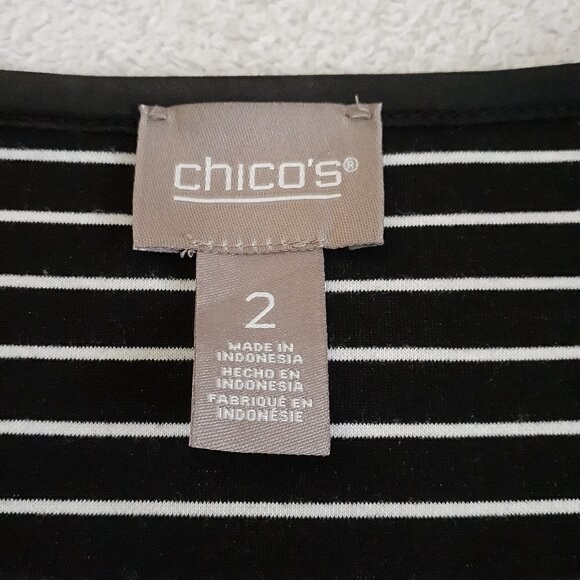 chico's®
2
MADE IN
INDONESIA
HECHO EN
INDONESIA
FABRIQUÉ EN
INDONÉSIE